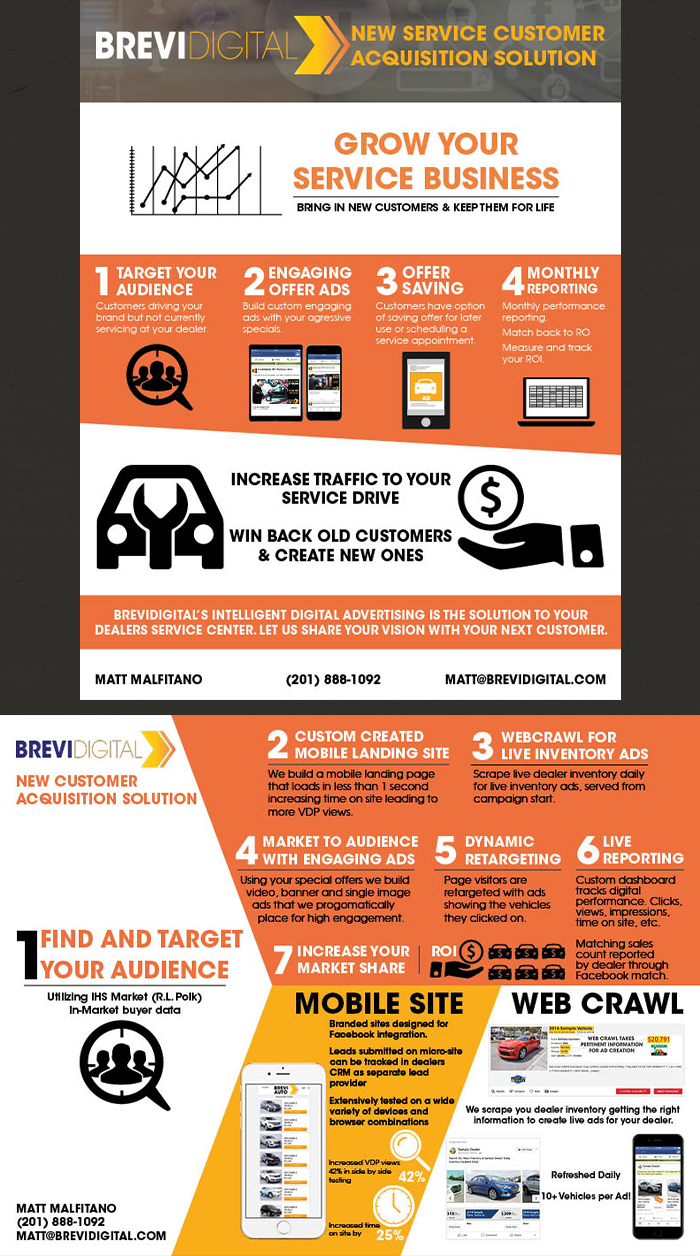 BREVIDIGITAL
NEW SERVICE CUSTOMER
ACQUISITION SOLUTION
GROW YOUR
SERVICE BUSINESS
BRING IN NEW CUSTOMERS & KEEP THEM FOR LIFE
1 TARGET YOUR
AUDIENCE
Customers driving your
brand but not currently
servicing at your dealer.
2 ENGAGING
OFFER ADS
Build custom engaging
ads with your agressive
specials.
3 OFFER
SAVING
Customers have option
of saving offer for later
use or scheduling a
service appointment.
AD
4 MONTHLY
REPORTING
Monthly performance
reporting.
Match back to RO
Measure and track
your ROI.
INCREASE TRAFFIC TO YOUR
SERVICE DRIVE
WIN BACK OLD CUSTOMERS
& CREATE NEW ONES
$
BREVIDIGITAL'S INTELLIGENT DIGITAL ADVERTISING IS THE SOLUTION TO YOUR
DEALERS SERVICE CENTER. LET US SHARE YOUR VISION WITH YOUR NEXT CUSTOMER.
MATT MALFITANO
(201) 888-1092
MATT@BREVIDIGITAL.COM
BREVIDIGITAL
NEW CUSTOMER
ACQUISITION SOLUTION
1 FIND AND TARGET
YOUR AUDIENCE
Utilizing IHS Market (R.L. Polk)
In-Market buyer data
2 CUSTOM CREATED
MOBILE LANDING SITE
We build a mobile landing page
that loads in less than 1 second
increasing time on site leading to
more VDP views.
3 WEBCRAWL FOR
LIVE INVENTORY ADS
Scrape live dealer inventory daily
for live inventory ads, served from
campaign start.
4 MARKET TO AUDIENCE
WITH ENGAGING ADS
Using your special offers we build
video, banner and single image
ads that we progomatically
place for high engagement.
5 DYNAMIC
RETARGETING
Page visitors are
retargeted with ads
showing the vehicles
they clicked on.
6 LIVE
REPORTING
Custom dashboard
tracks digital
performance. Clicks,
views, impressions,
time on site, etc.
7 INCREASE YOUR
MARKET SHARE
ROI
$
Matching sales
count reported
by dealer through
Facebook match.
MOBILE SITE
Branded sites designed for
Facebook integration.
Leads submitted on micro-site
can be tracked in dealers
CRM as separate lead
provider
Extensively tested on a wide
variety of devices and
browser combinations
BREVI
AUTO
Increased VDP views
42% in side by side
testing
42%
Increased time
on site by
25%
WEB CRAWL
2016 Sample Vehicle
WEB CRAWL TAKES
PERTINENT INFORMATION
FOR AD CREATION
$20,791
We scrape you dealer inventory getting the right
information to create live ads for your dealer.
Sample Dealer
Refreshed Daily
10+ Vehicles per Ad!
MATT MALFITANO
(201) 888-1092
MATT@BREVIDIGITAL.COM